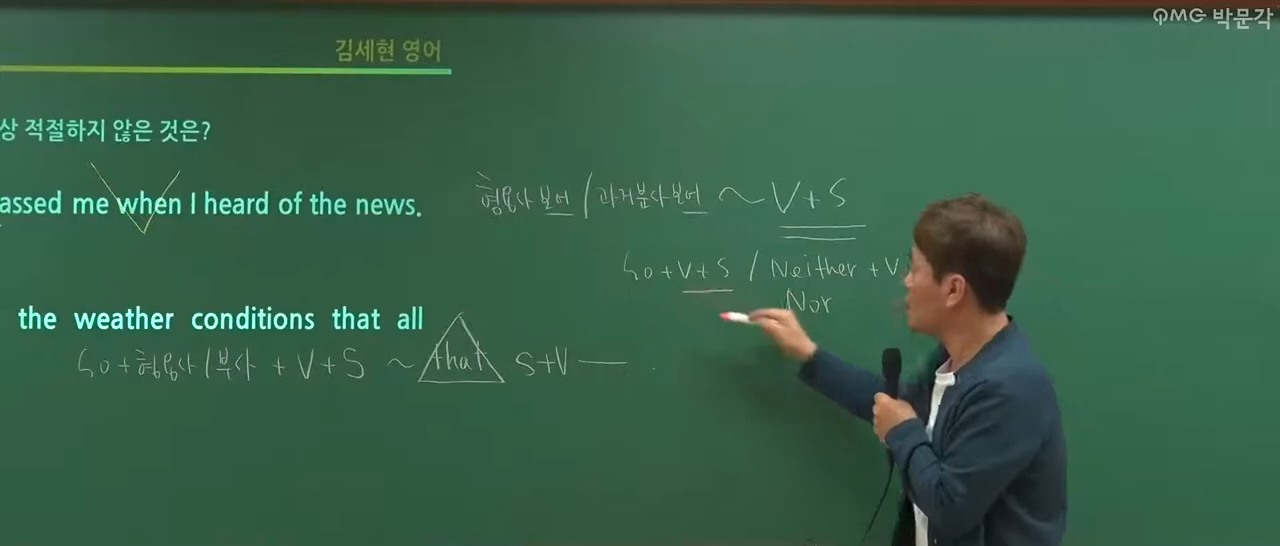 QMG 박문각
김세현 영어
상 적절하지 않은 것은?
assed me when I heard of the news.
형용사 보어 / 과거분사 보어 ~ V+S
So+V+S / Neither + V
Nor
the weather conditions that all
So+형용사/부사 + V+S ~ that S+V —